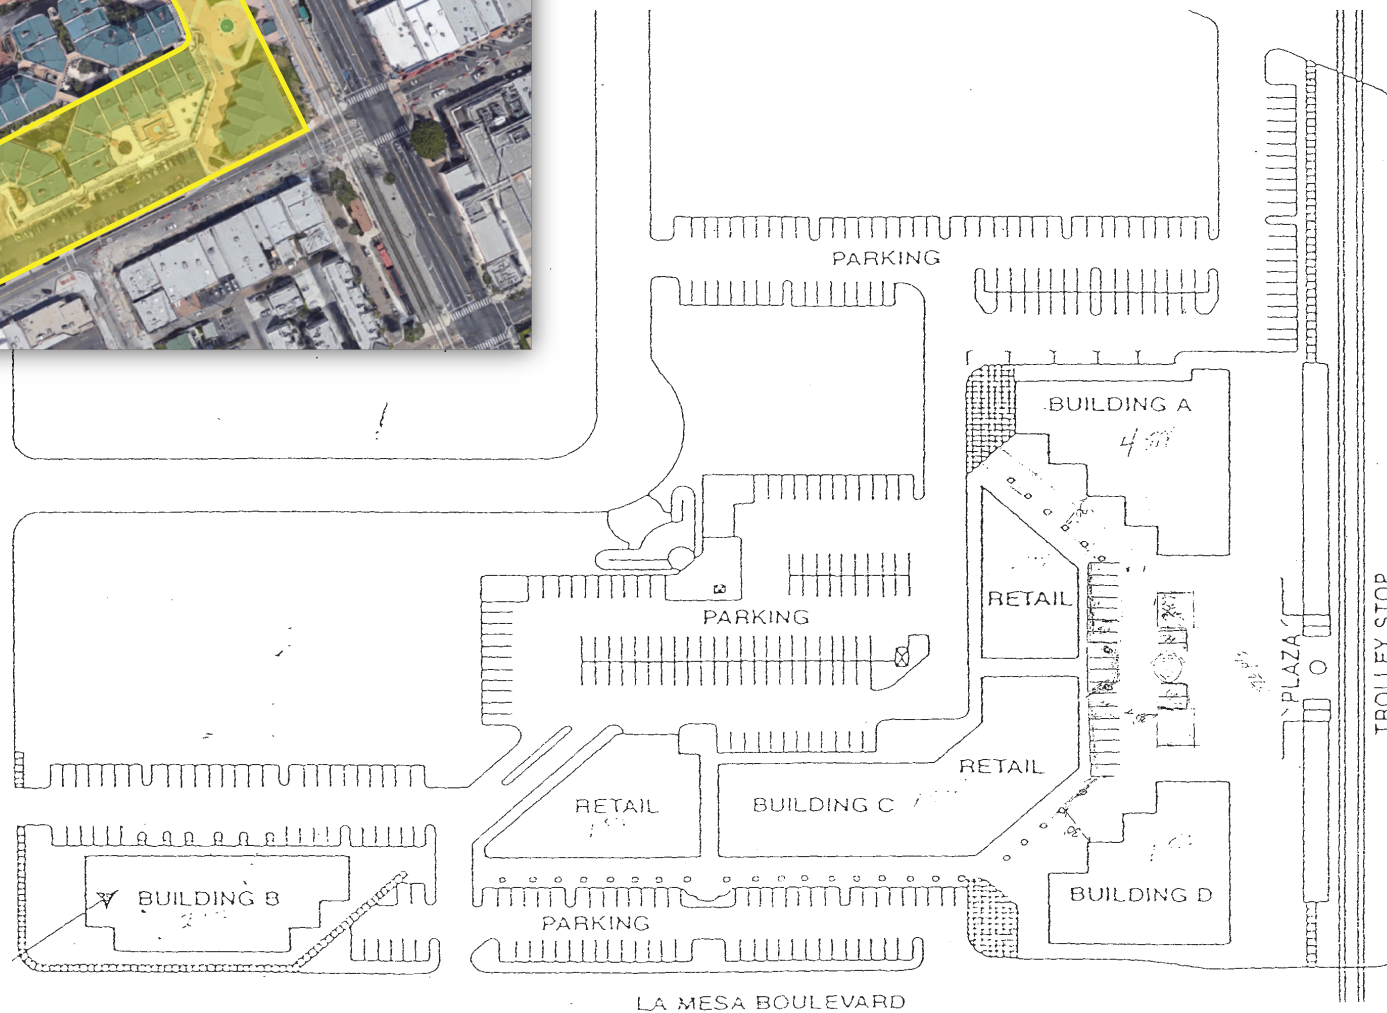 PARKING
BUILDING A
RETAIL
PARKING
PLAZA
TROLLEY STOP
RETAIL
RETAIL
BUILDING C
BUILDING B
BUILDING D
PARKING
LA MESA BOULEVARD